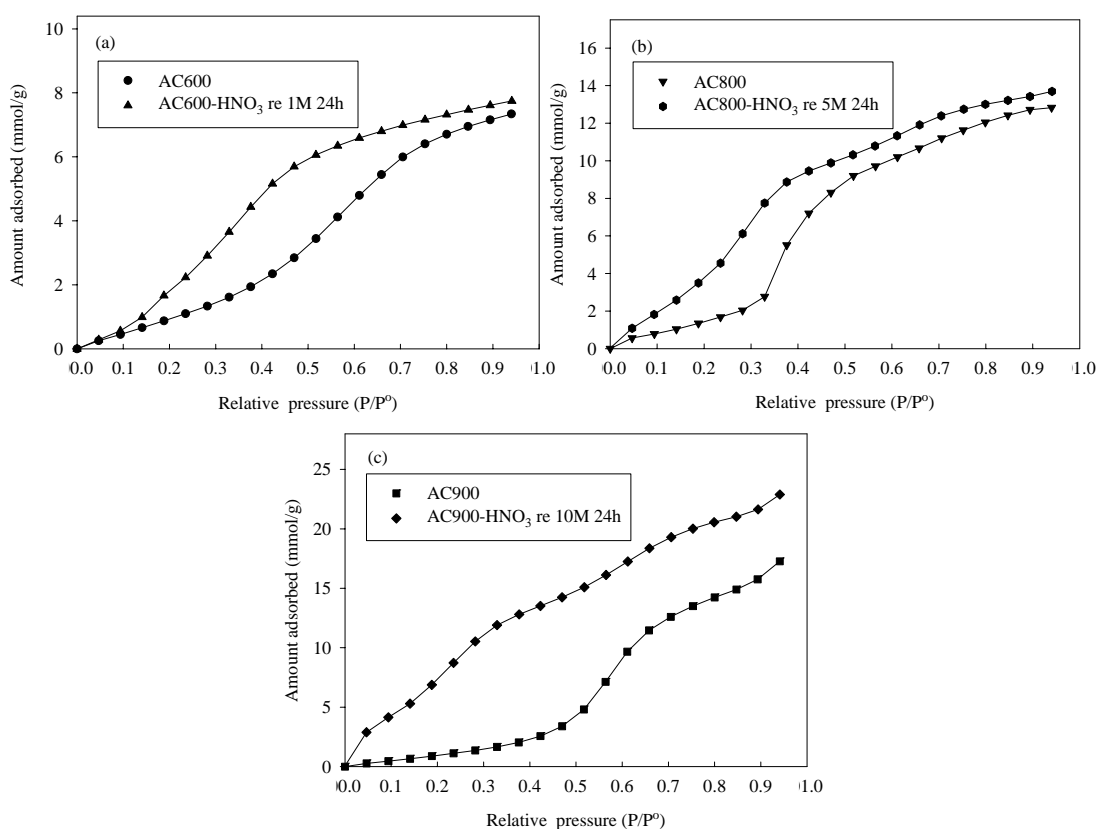 (a)
AC600
AC600-HNO₃ re 1M 24h
Amount adsorbed (mmol/g)
10
8
6
4
2
0
00.0 0.1 0.2 0.3 0.4 0.5 0.6 0.7 0.8 0.9 01.0
Relative pressure (P/Pᵒ)
(b)
AC800
AC800-HNO₃ re 5M 24h
Amount adsorbed (mmol/g)
16
14
12
10
8
6
4
2
0
00.0 0.1 0.2 0.3 0.4 0.5 0.6 0.7 0.8 0.9 01.0
Relative pressure (P/Pᵒ)
(c)
AC900
AC900-HNO₃ re 10M 24h
Amount adsorbed (mmol/g)
25
20
15
10
5
0
00.0 0.1 0.2 0.3 0.4 0.5 0.6 0.7 0.8 0.9 01.0
Relative pressure (P/Pᵒ)